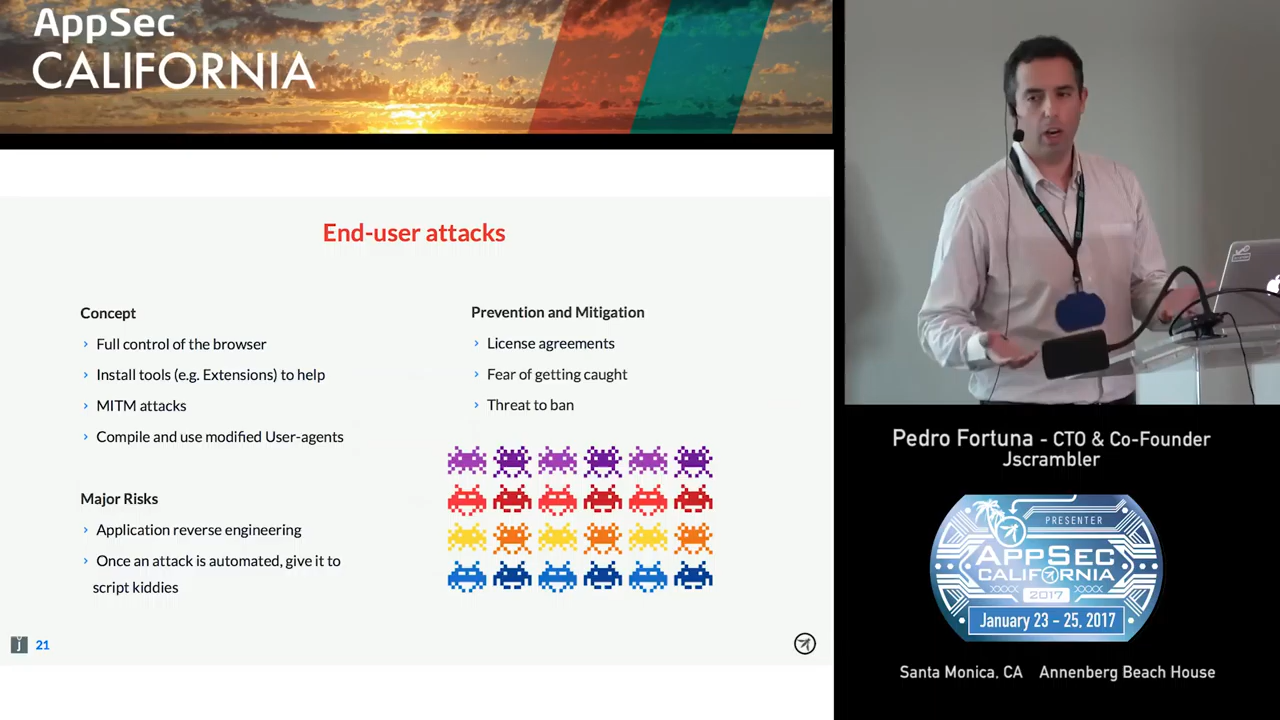 AppSec
CALIFORNIA
End-user attacks
Concept
Full control of the browser
Install tools (e.g. Extensions) to help
MITM attacks
Compile and use modified User-agents
Major Risks
Application reverse engineering
Once an attack is automated, give it to
script kiddies
Prevention and Mitigation
License agreements
Fear of getting caught
Threat to ban
21
Pedro Fortuna - CTO & Co-Founder
Jscrambler
PRESENTER
APPSEC
CALIFORNIA
2017
January 23 - 25, 2017
Santa Monica, CA Annenberg Beach House